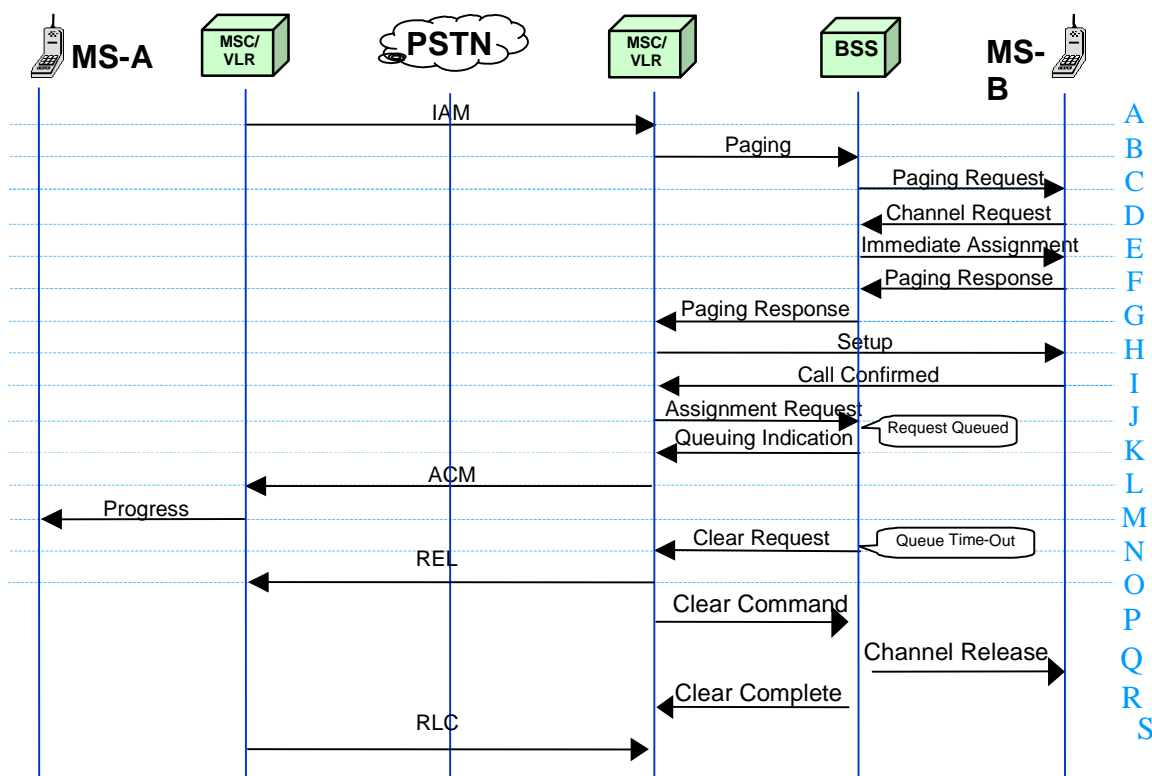 MS-A
MSC/
VLR
PSTN
MSC/
VLR
BSS
MS-
B
IAM
A
Paging
B
Paging Request
C
Channel Request
D
Immediate Assignment
E
Paging Response
F
Paging Response
G
Setup
H
Call Confirmed
I
Assignment Request
Request Queued
J
Queuing Indication
K
ACM
L
Progress
M
Clear Request
Queue Time-Out
N
REL
O
Clear Command
P
Channel Release
Q
Clear Complete
R
RLC
S